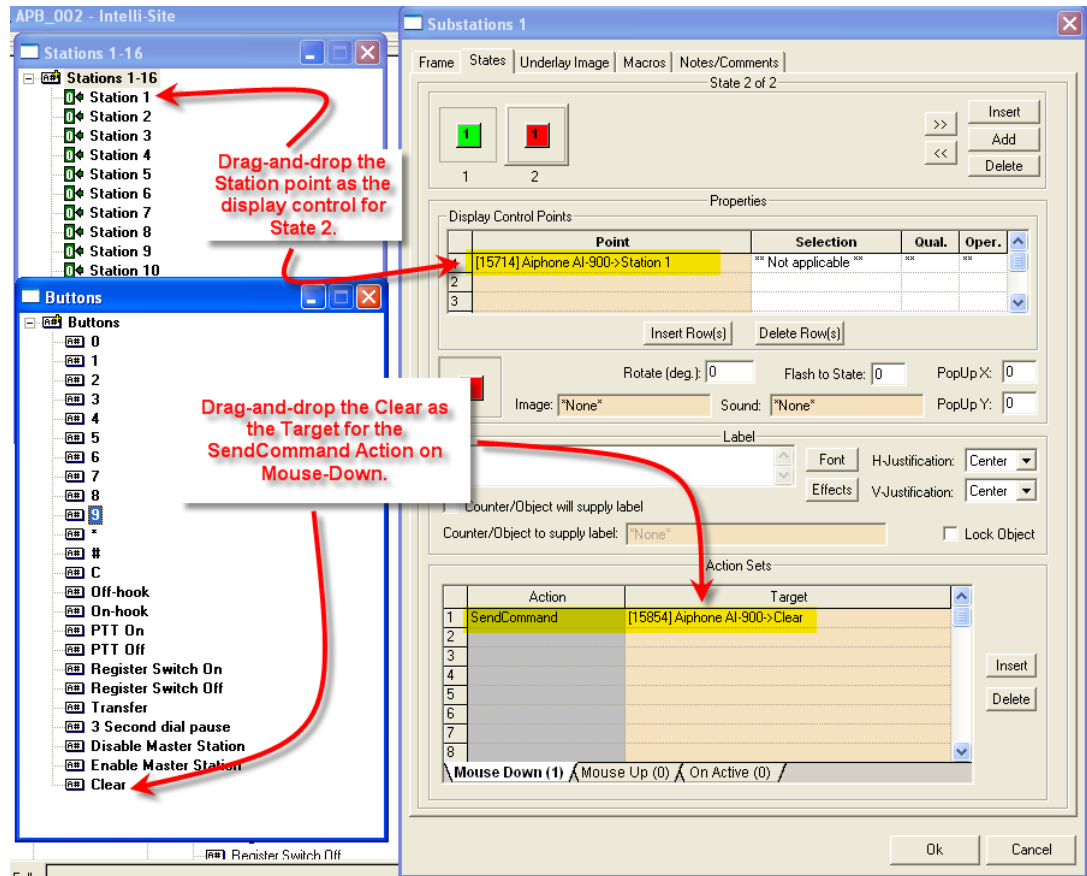 APB_002 - Intelli-Site
Stations 1-16
Stations 1-16
Station 1
Station 2
Station 3
Station 4
Station 5
Station 6
Station 7
Station 8
Station 9
Station 10
Drag-and-drop the
Station point as the
display control for
State 2.
Buttons
Buttons
0
1
2
3
4
5
6
7
8
9
*
#
C
Off-hook
On-hook
PTT On
PTT Off
Register Switch On
Register Switch Off
Transfer
3 Second dial pause
Disable Master Station
Enable Master Station
Clear
Register Switch Off
Drag-and-drop the Clear as
the Target for the
SendCommand Action on
Mouse-Down.
Substations 1
Frame States Underlay Image Macros Notes/Comments
State 2 of 2
1 1
1 2
>> Insert
Add
<< Delete
Properties
Display Control Points
Point Selection Qual. Oper.
[15714] Aiphone AI-900->Station 1 ** Not applicable ** ** **
2
3
Insert Row(s) Delete Row(s)
Rotate (deg.): 0 Flash to State: 0 PopUp X: 0
Image: *None* Sound: *None* PopUp Y: 0
Label
Font H-Justification: Center
Effects V-Justification: Center
Counter/Object will supply label
Counter/Object to supply label: *None* Lock Object
Action Sets
Action Target
1 SendCommand [15854] Aiphone AI-900->Clear
2
3
4
5
6
7
8
Insert
Delete
Mouse Down (1) Mouse Up (0) On Active (0)
Ok Cancel